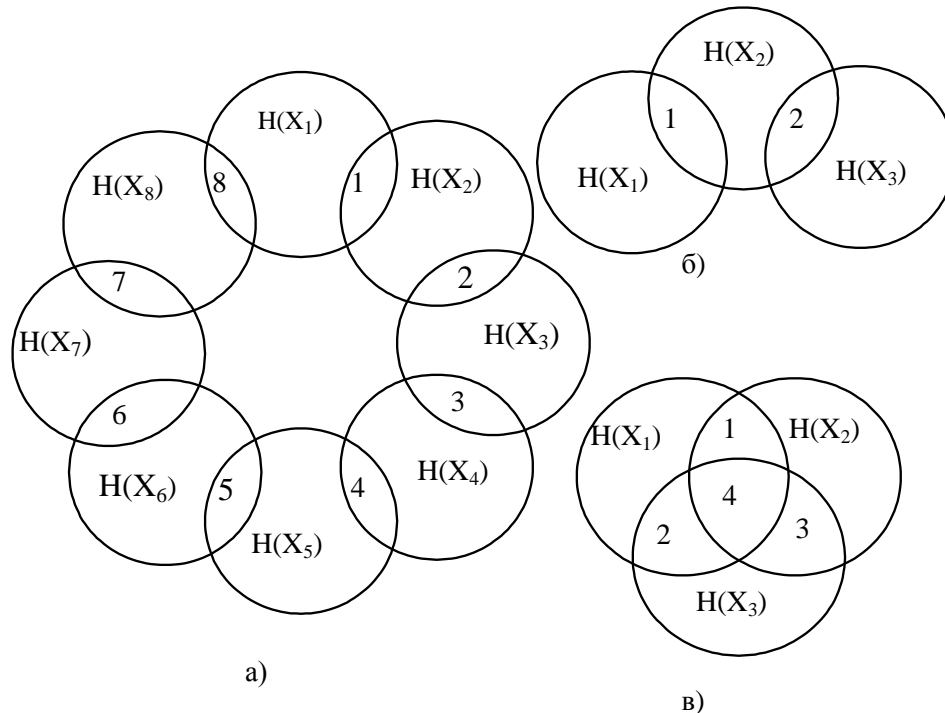 H(X₁)
H(X₂)
H(X₃)
H(X₄)
H(X₅)
H(X₆)
H(X₇)
H(X₈)
1
2
3
4
5
6
7
8
а)
H(X₁)
H(X₂)
H(X₃)
1
2
б)
H(X₁)
H(X₂)
H(X₃)
1
2
3
4
в)